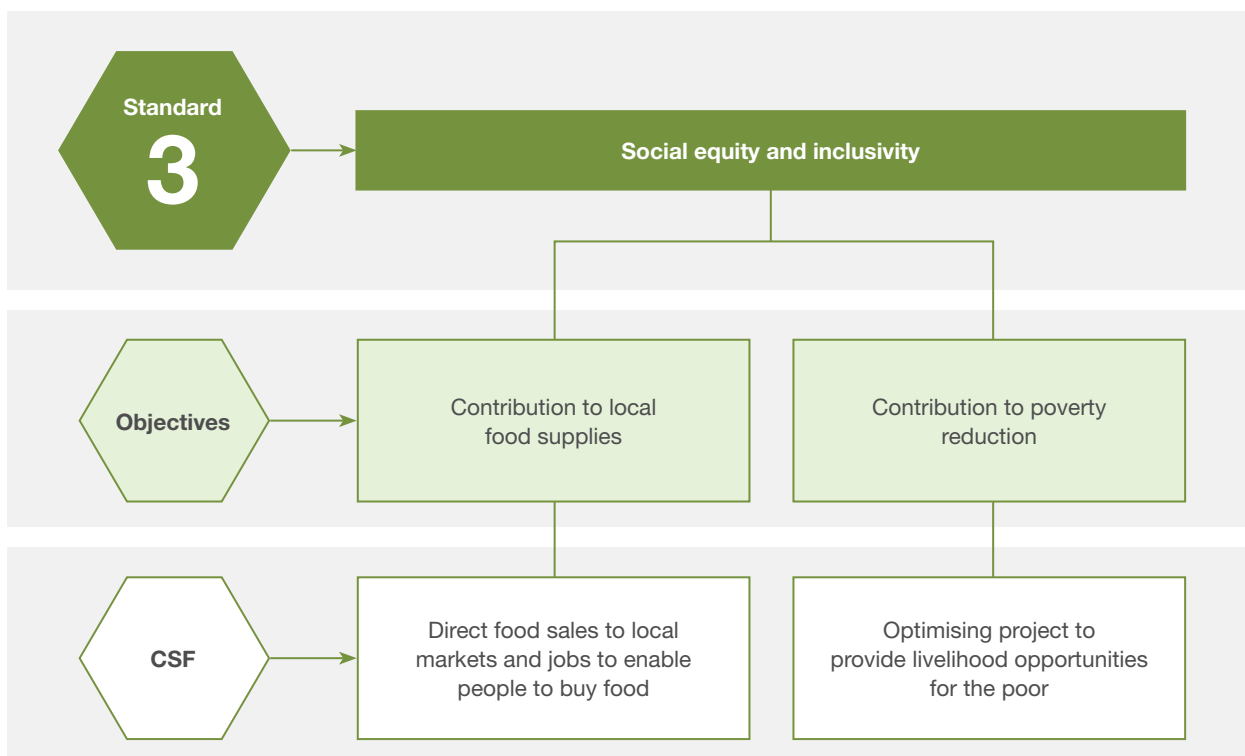 Standard
3
Social equity and inclusivity
Objectives
Contribution to local
food supplies
Contribution to poverty
reduction
CSF
Direct food sales to local
markets and jobs to enable
people to buy food
Optimising project to
provide livelihood opportunities
for the poor